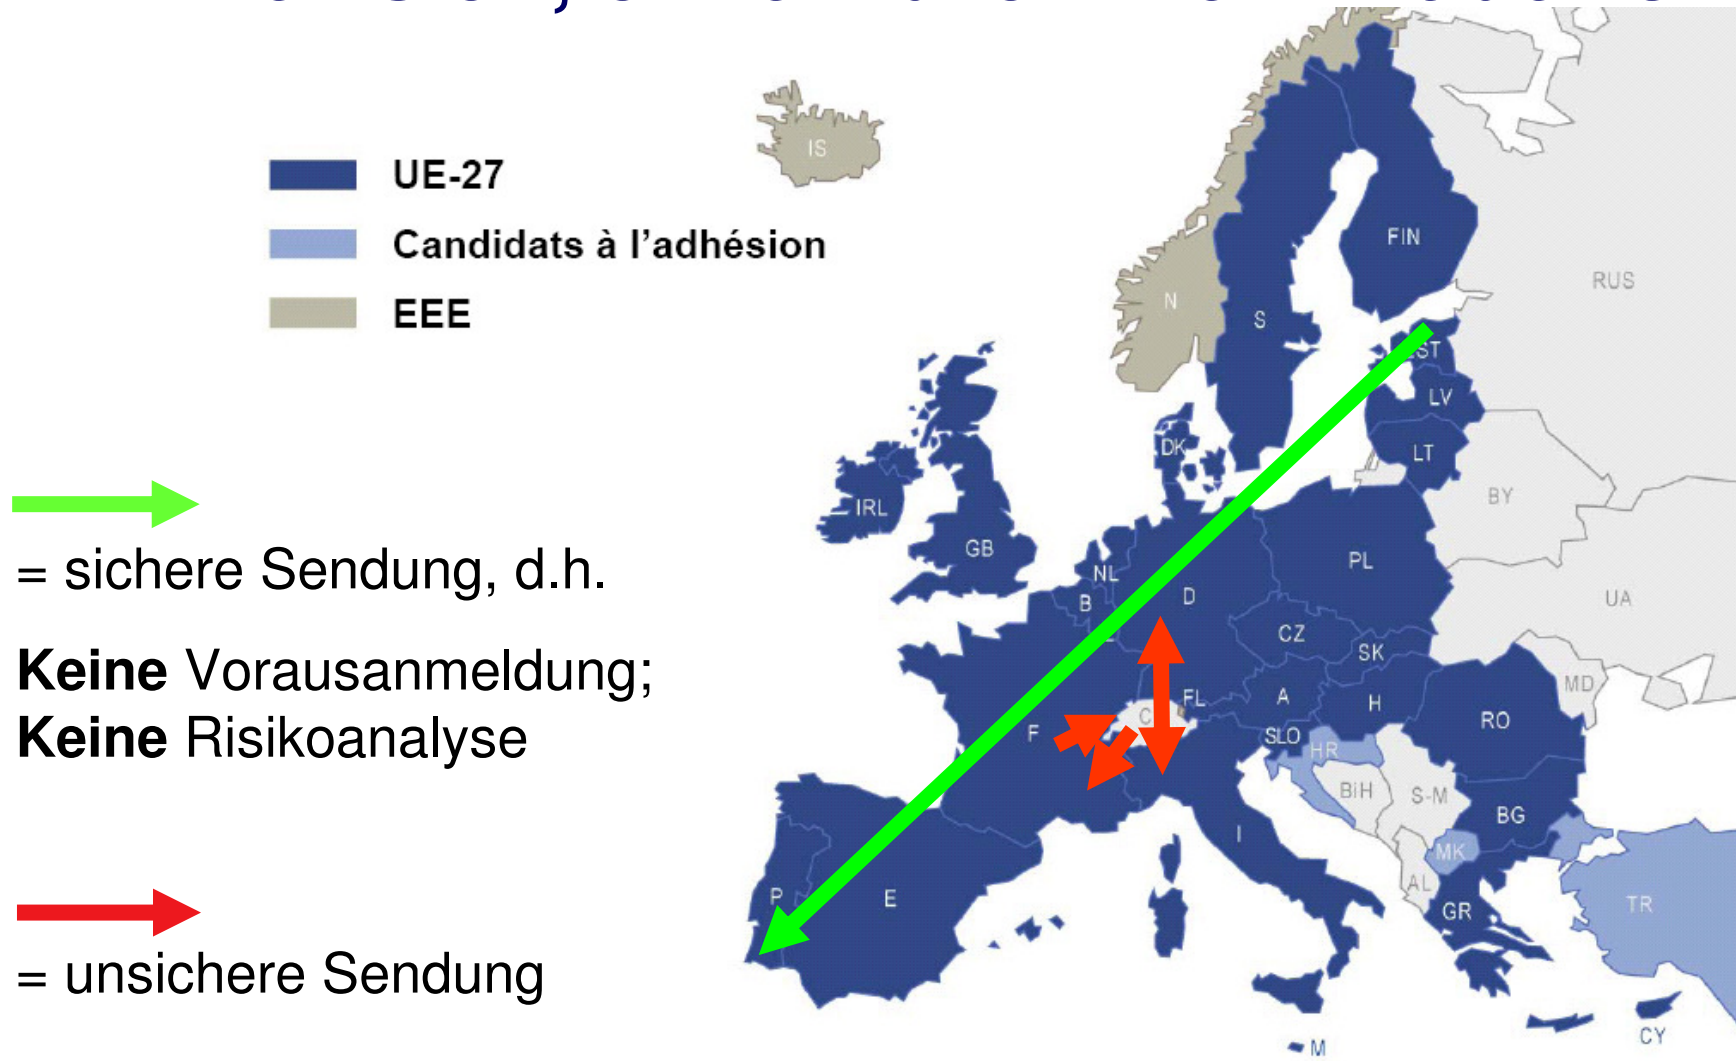 UE-27
Candidats à l'adhésion
EEE
= sichere Sendung, d.h.
Keine Vorausanmeldung;
Keine Risikoanalyse
= unsichere Sendung
IS
FIN
RUS
N
S
LV
LT
DK
IRL
BY
GB
NL
PL
B
D
UA
CZ
SK
MD
FL
A
H
C
RO
F
SLO
HR
BiH
S-M
BG
I
MK
AL
P
E
GR
TR
CY
M